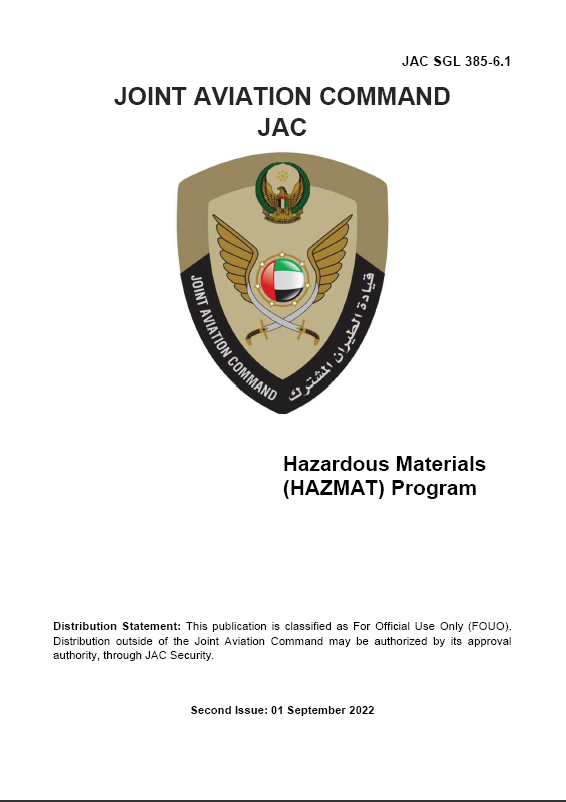 JAC SGL 385-6.1
JOINT AVIATION COMMAND
JAC
JOINT AVIATION COMMAND
قيادة الطيران المشترك
Hazardous Materials
(HAZMAT) Program
Distribution Statement: This publication is classified as For Official Use Only (FOUO).
Distribution outside of the Joint Aviation Command may be authorized by its approval
authority, through JAC Security.
Second Issue: 01 September 2022